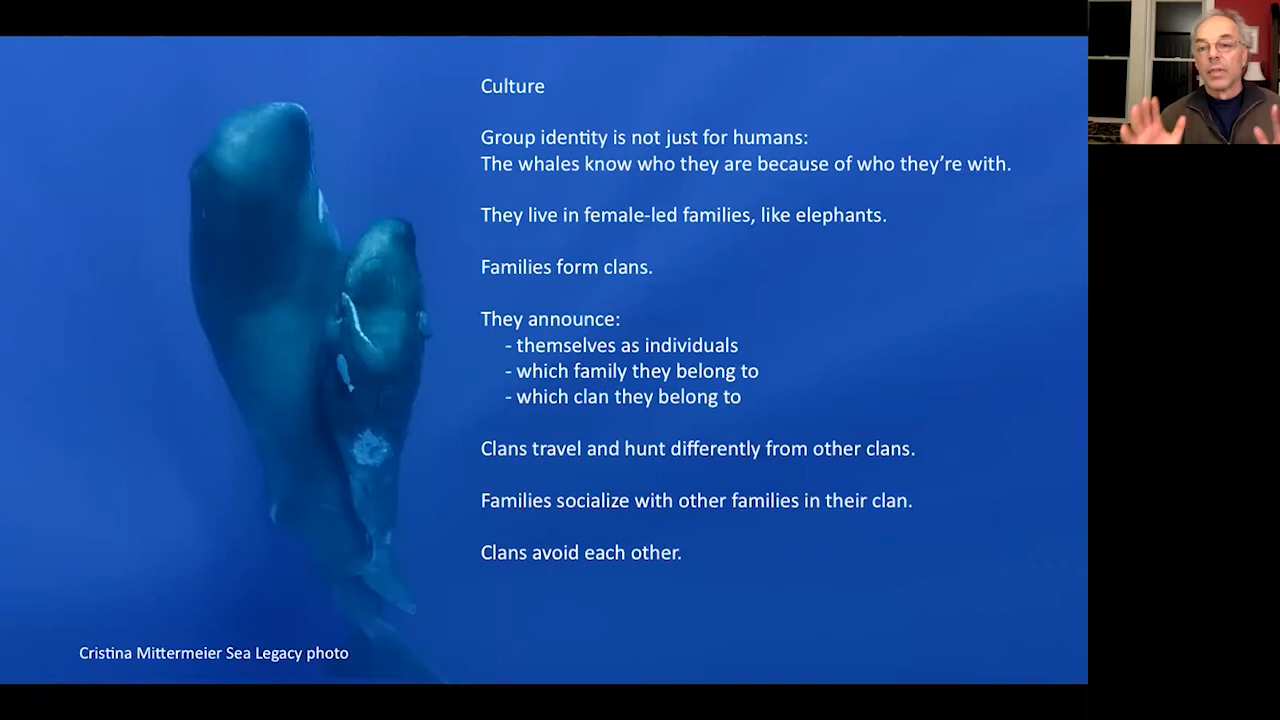 Culture
Group identity is not just for humans:
The whales know who they are because of who they’re with.
They live in female-led families, like elephants.
Families form clans.
They announce:
- themselves as individuals
- which family they belong to
- which clan they belong to
Clans travel and hunt differently from other clans.
Families socialize with other families in their clan.
Clans avoid each other.
Cristina Mittermeier Sea Legacy photo